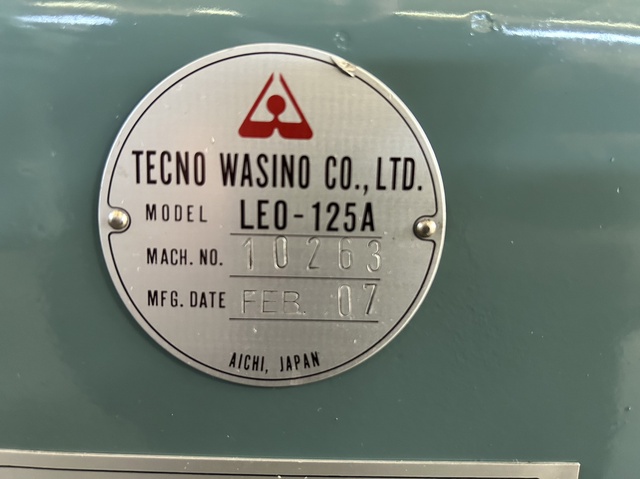 TECNO WASINO CO., LTD.
MODEL LEO-125A
MACH. NO. 10263
MFG. DATE FEB. 07
AICHI, JAPAN